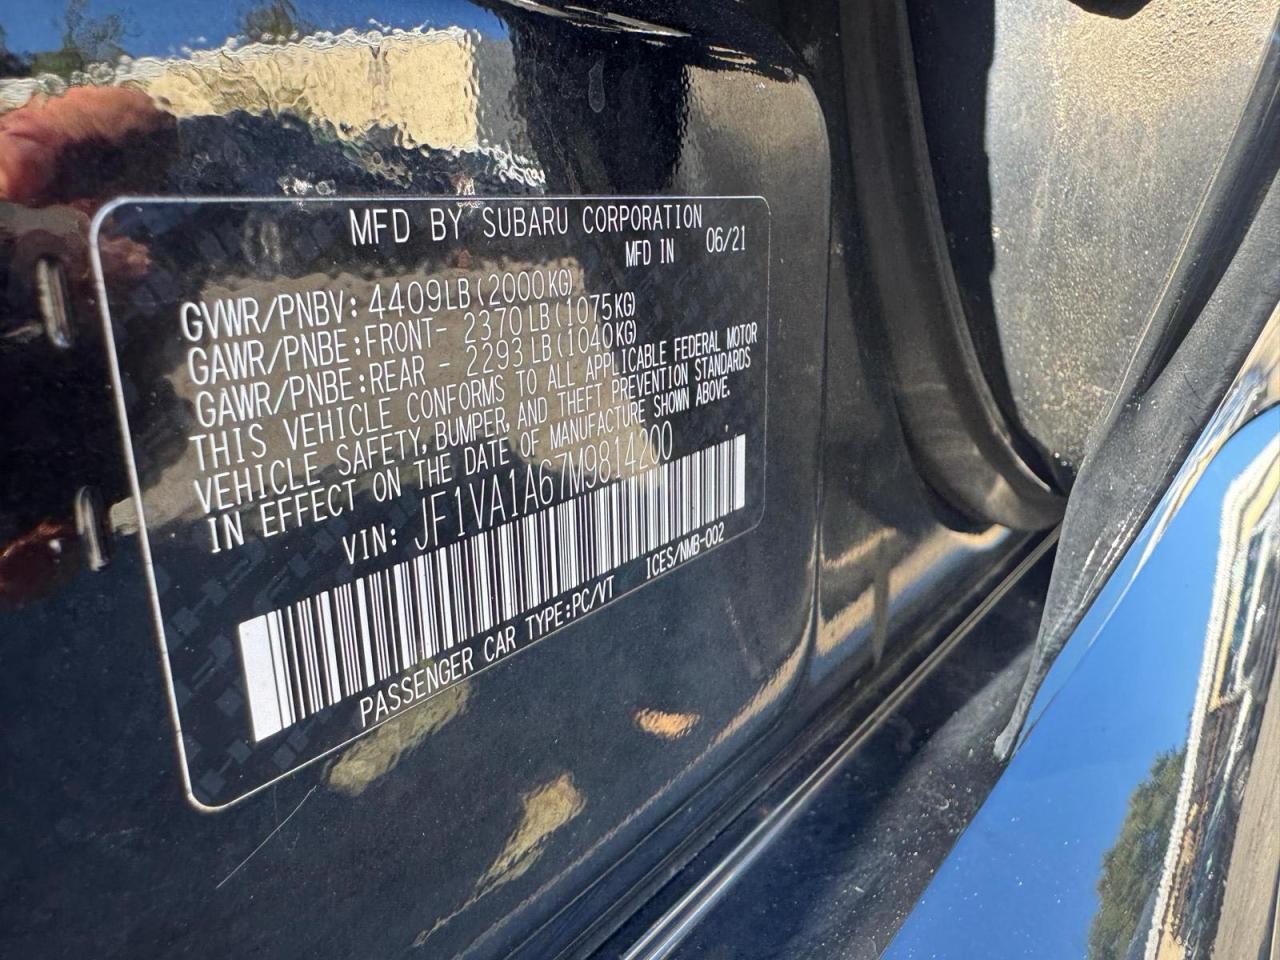 MFD BY SUBARU CORPORATION
MFD IN 06/21
GVWR/PNBV:4409LB(2000KG)
GAWR/PNBE:FRONT- 2370LB(1075KG)
GAWR/PNBE:REAR - 2293LB(1040KG)
THIS VEHICLE CONFORMS TO ALL APPLICABLE FEDERAL MOTOR
VEHICLE SAFETY, BUMPER, AND THEFT PREVENTION STANDARDS
IN EFFECT ON THE DATE OF MANUFACTURE SHOWN ABOVE.
VIN: JF1VA1A67M9814200
PASSENGER CAR TYPE:PC/VT ICES/NMB-002